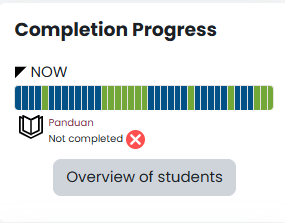 Completion Progress
NOW
Panduan
Not completed
Overview of students